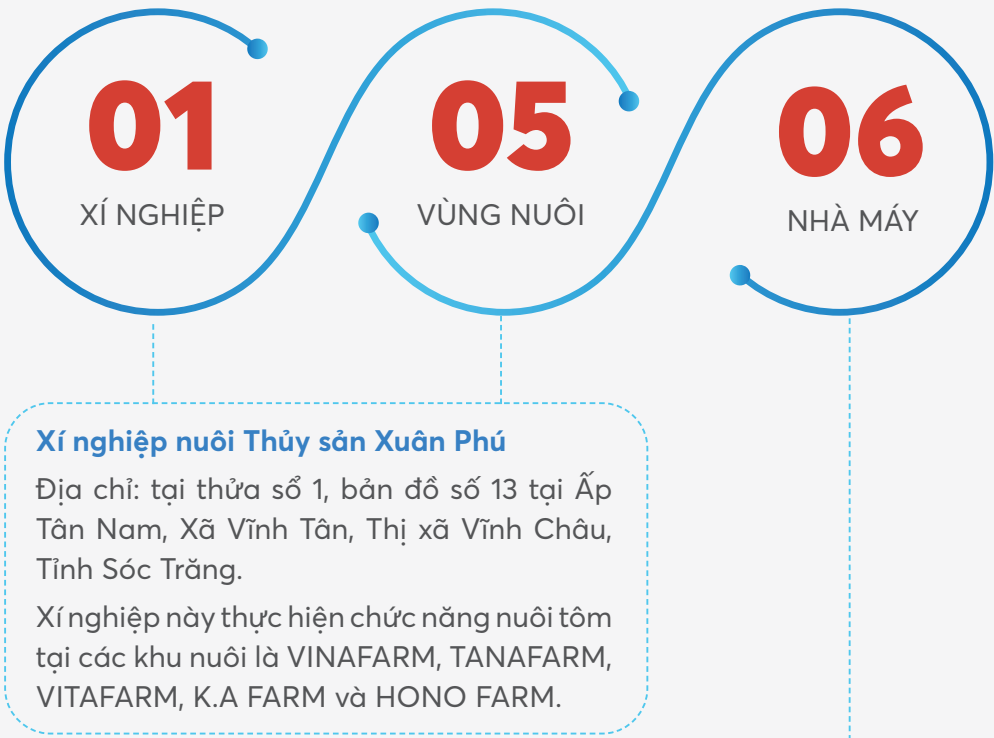 01
XÍ NGHIỆP
05
VÙNG NUÔI
06
NHÀ MÁY
Xí nghiệp nuôi Thủy sản Xuân Phú
Địa chỉ: tại thửa sổ 1, bản đồ số 13 tại Ấp
Tân Nam, Xã Vĩnh Tân, Thị xã Vĩnh Châu,
Tỉnh Sóc Trăng.
Xí nghiệp này thực hiện chức năng nuôi tôm
tại các khu nuôi là VINAFARM, TANAFARM,
VITAFARM, K.A FARM và HONO FARM.